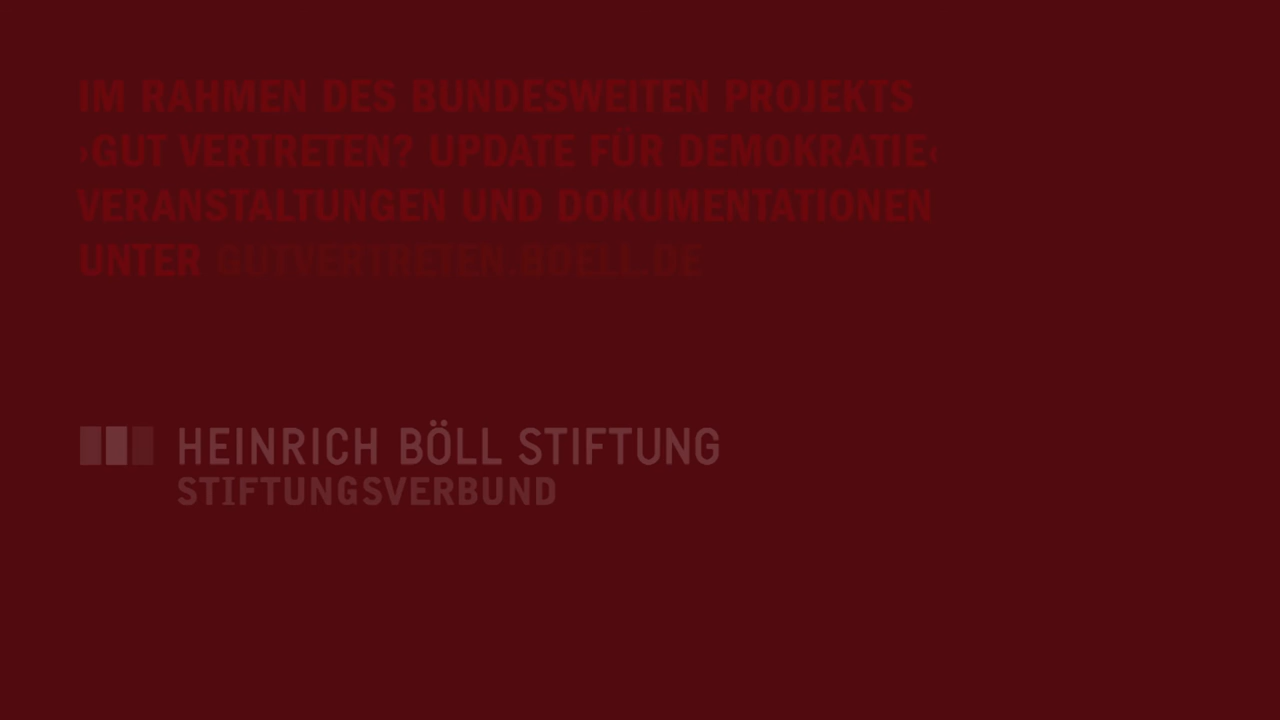 IM RAHMEN DES BUNDESWEITEN PROJEKTS
›GUT VERTRETEN? UPDATE FÜR DEMOKRATIE‹
VERANSTALTUNGEN UND DOKUMENTATIONEN
UNTER GUTVERTRETEN.BOELL.DE
HEINRICH BÖLL STIFTUNG
STIFTUNGSVERBUND